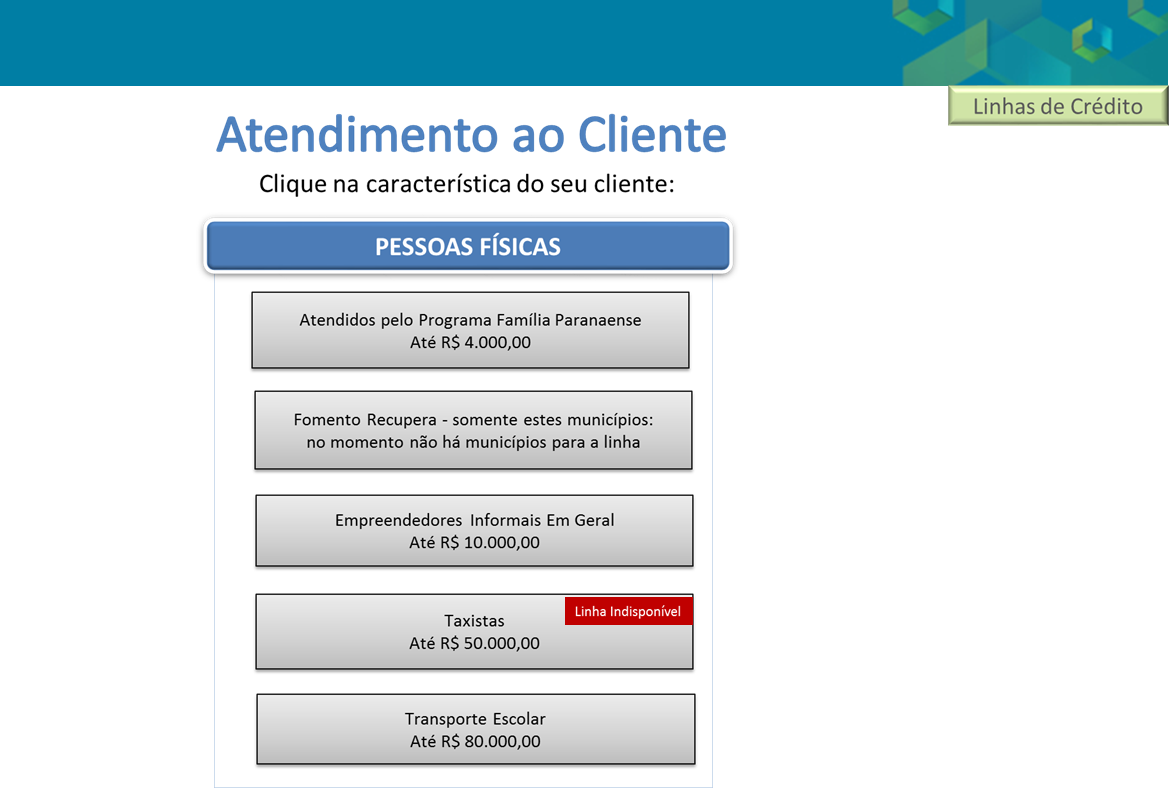 Linhas de Crédito
Atendimento ao Cliente
Clique na característica do seu cliente:
PESSOAS FÍSICAS
Atendidos pelo Programa Família Paranaense
Até R$ 4.000,00
Fomento Recupera - somente estes municípios:
no momento não há municípios para a linha
Empreendedores Informais Em Geral
Até R$ 10.000,00
Linha Indisponível
Taxistas
Até R$ 50.000,00
Transporte Escolar
Até R$ 80.000,00